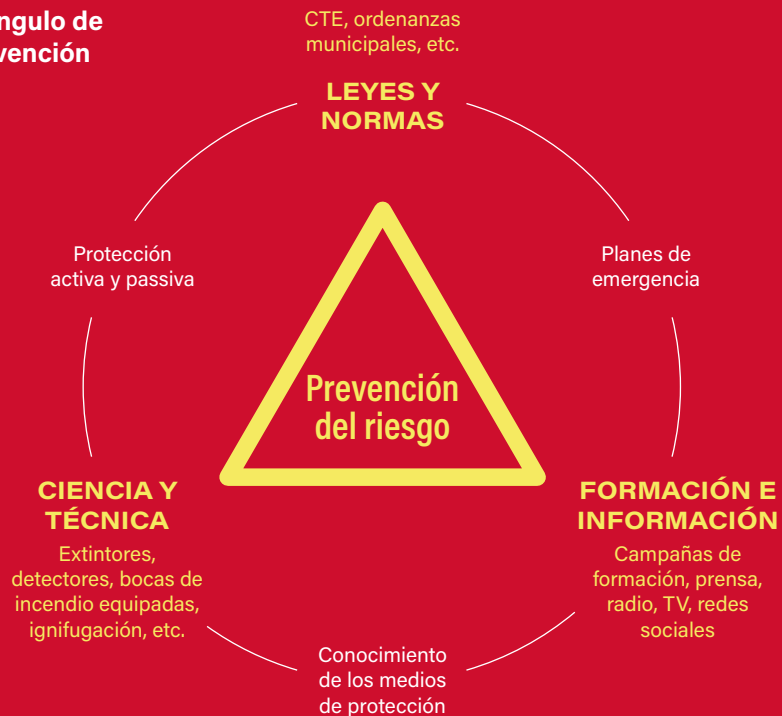 ngulo de
vención
CTE, ordenanzas
municipales, etc.
LEYES Y
NORMAS
Protección
activa y passiva
Planes de
emergencia
Prevención
del riesgo
CIENCIA Y
TÉCNICA
Extintores,
detectores, bocas de
incendio equipadas,
ignifugación, etc.
FORMACIÓN E
INFORMACIÓN
Campañas de
formación, prensa,
radio, TV, redes
sociales
Conocimiento
de los medios
de protección